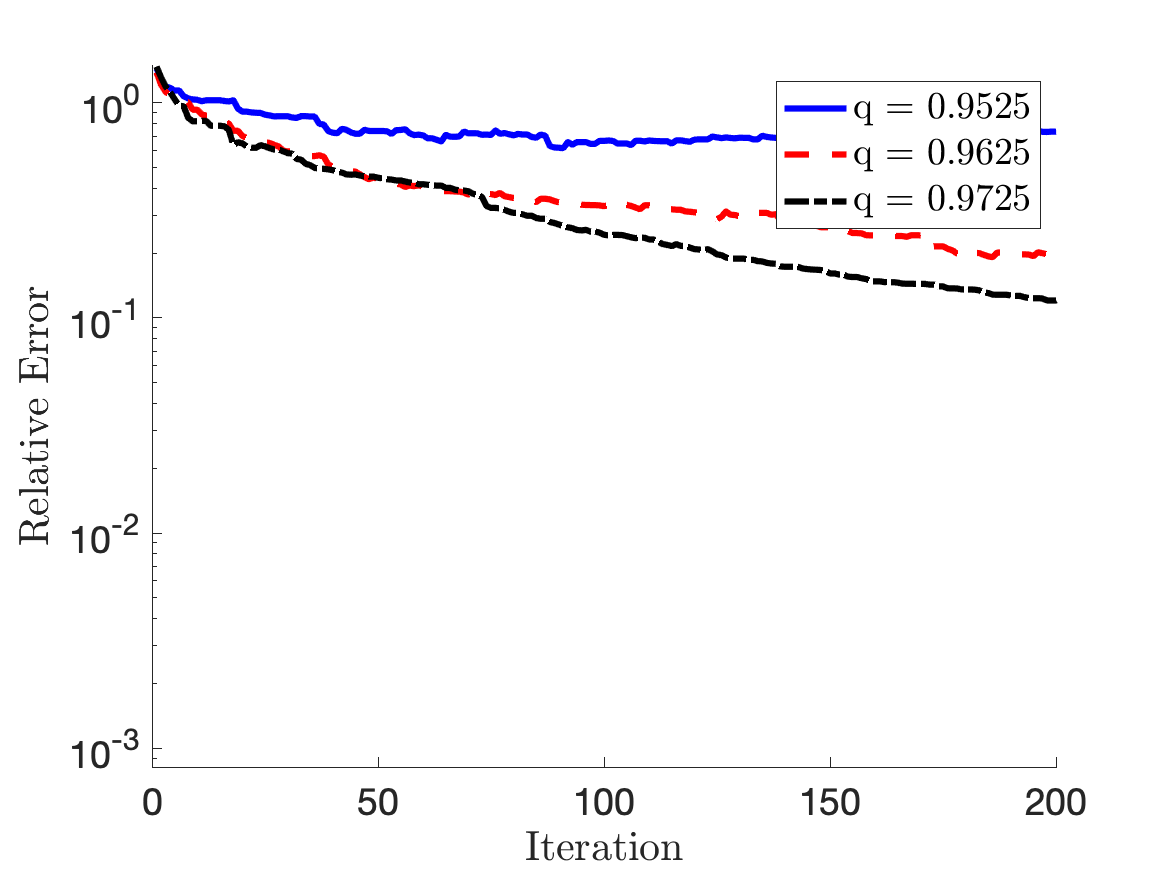 q = 0.9525
q = 0.9625
q = 0.9725
10^0
10^-1
10^-2
10^-3
Relative Error
0 50 100 150 200
Iteration